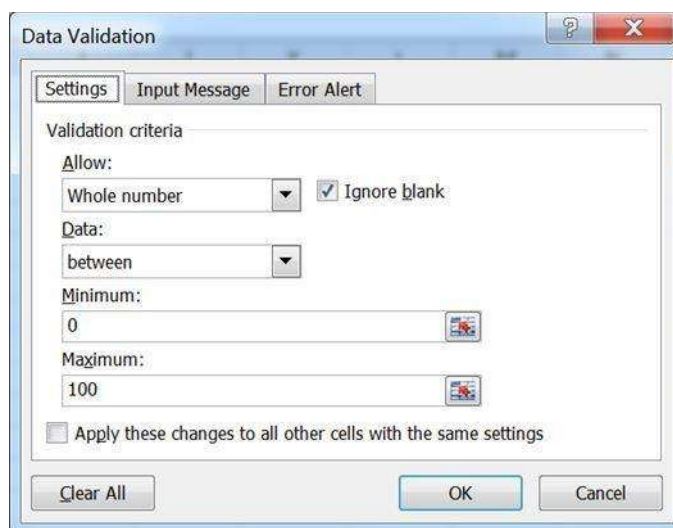 Data Validation
Settings
Input Message
Error Alert
Validation criteria
Allow:
Whole number
Ignore blank
Data:
between
Minimum:
0
Maximum:
100
Apply these changes to all other cells with the same settings
Clear All
OK
Cancel